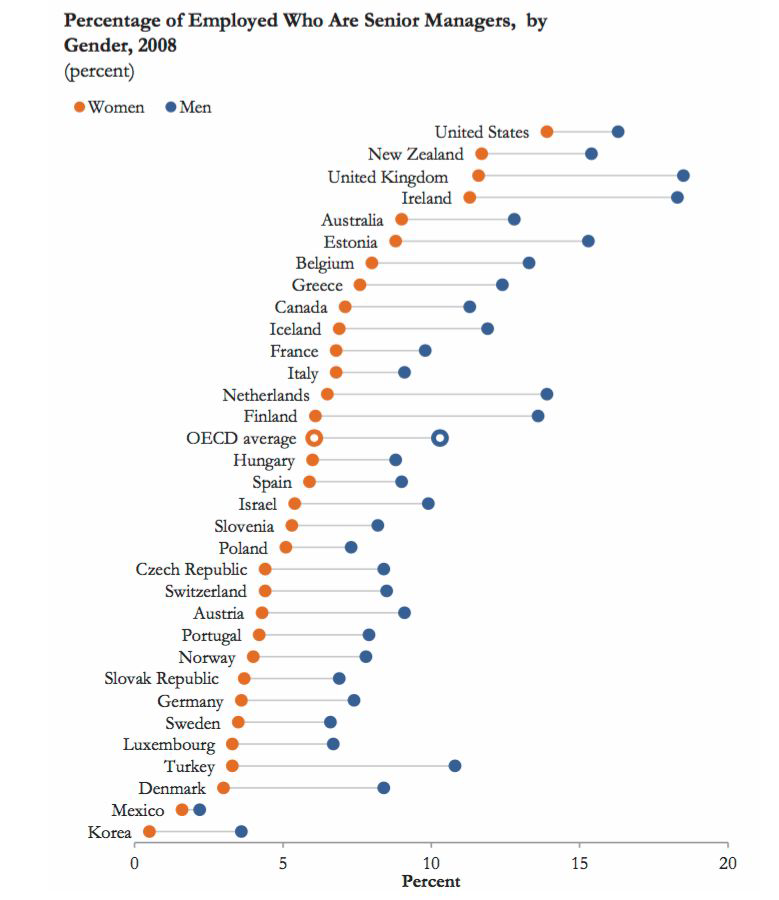 Percentage of Employed Who Are Senior Managers, by
Gender, 2008
(percent)
Women Men
United States
New Zealand
United Kingdom
Ireland
Australia
Estonia
Belgium
Greece
Canada
Iceland
France
Italy
Netherlands
Finland
OECD average
Hungary
Spain
Israel
Slovenia
Poland
Czech Republic
Switzerland
Austria
Portugal
Norway
Slovak Republic
Germany
Sweden
Luxembourg
Turkey
Denmark
Mexico
Korea
0 5 10 15 20
Percent